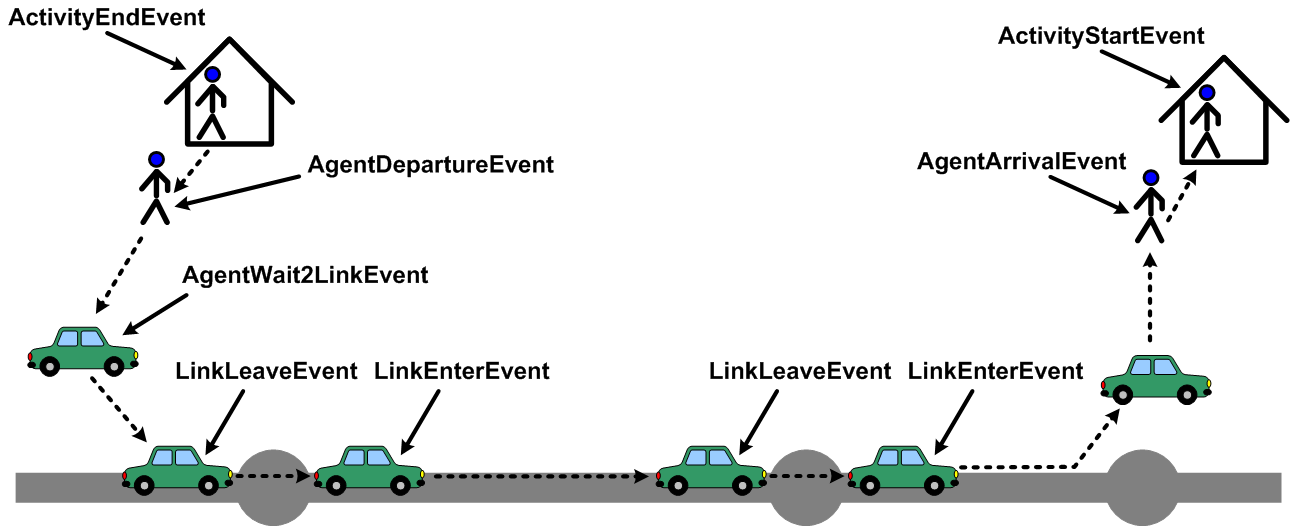 ActivityEndEvent
ActivityStartEvent
AgentDepartureEvent
AgentArrivalEvent
AgentWait2LinkEvent
LinkLeaveEvent
LinkEnterEvent
LinkLeaveEvent
LinkEnterEvent